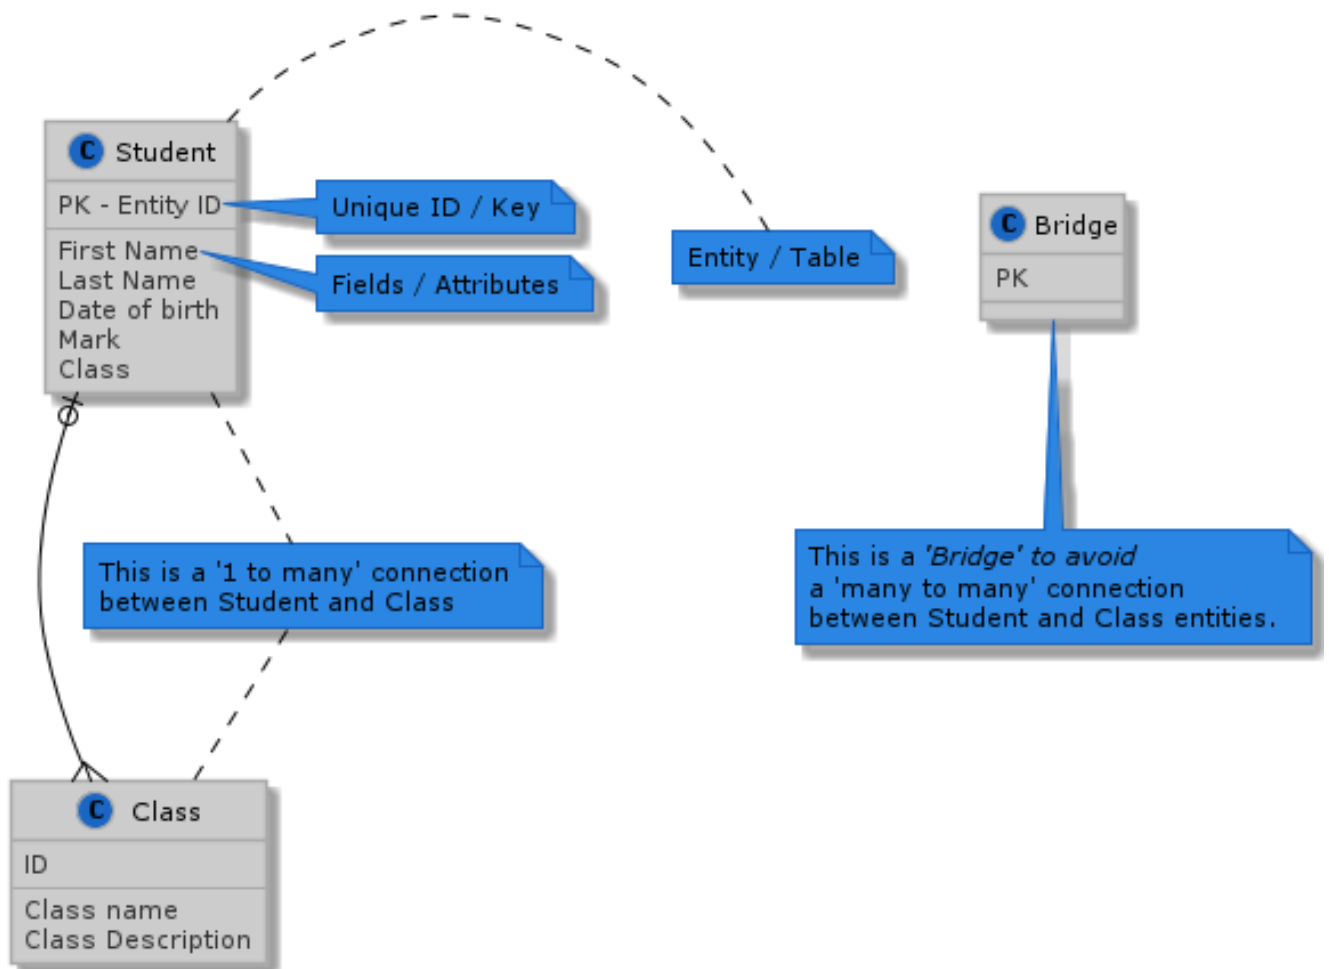 C Student
PK - Entity ID
First Name
Last Name
Date of birth
Mark
Class
Unique ID / Key
Fields / Attributes
Entity / Table
C Bridge
PK
This is a '1 to many' connection
between Student and Class
This is a 'Bridge' to avoid
a 'many to many' connection
between Student and Class entities.
C Class
ID
Class name
Class Description